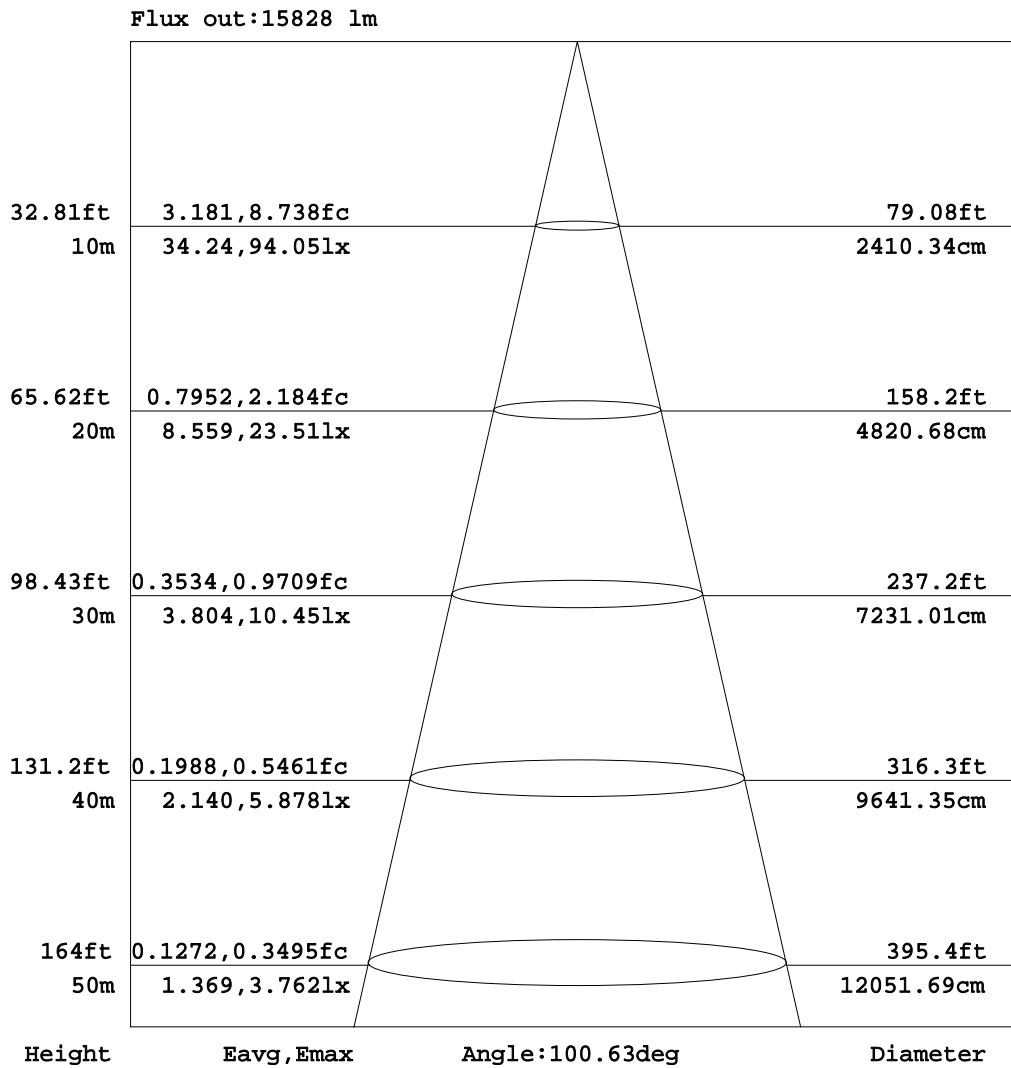 Flux out:15828 lm
32.81ft 3.181,8.738fc 79.08ft
10m 34.24,94.05lx 2410.34cm
65.62ft 0.7952,2.184fc 158.2ft
20m 8.559,23.51lx 4820.68cm
98.43ft 0.3534,0.9709fc 237.2ft
30m 3.804,10.45lx 7231.01cm
131.2ft 0.1988,0.5461fc 316.3ft
40m 2.140,5.878lx 9641.35cm
164ft 0.1272,0.3495fc 395.4ft
50m 1.369,3.762lx 12051.69cm
Height Eavg,Emax Angle:100.63deg Diameter